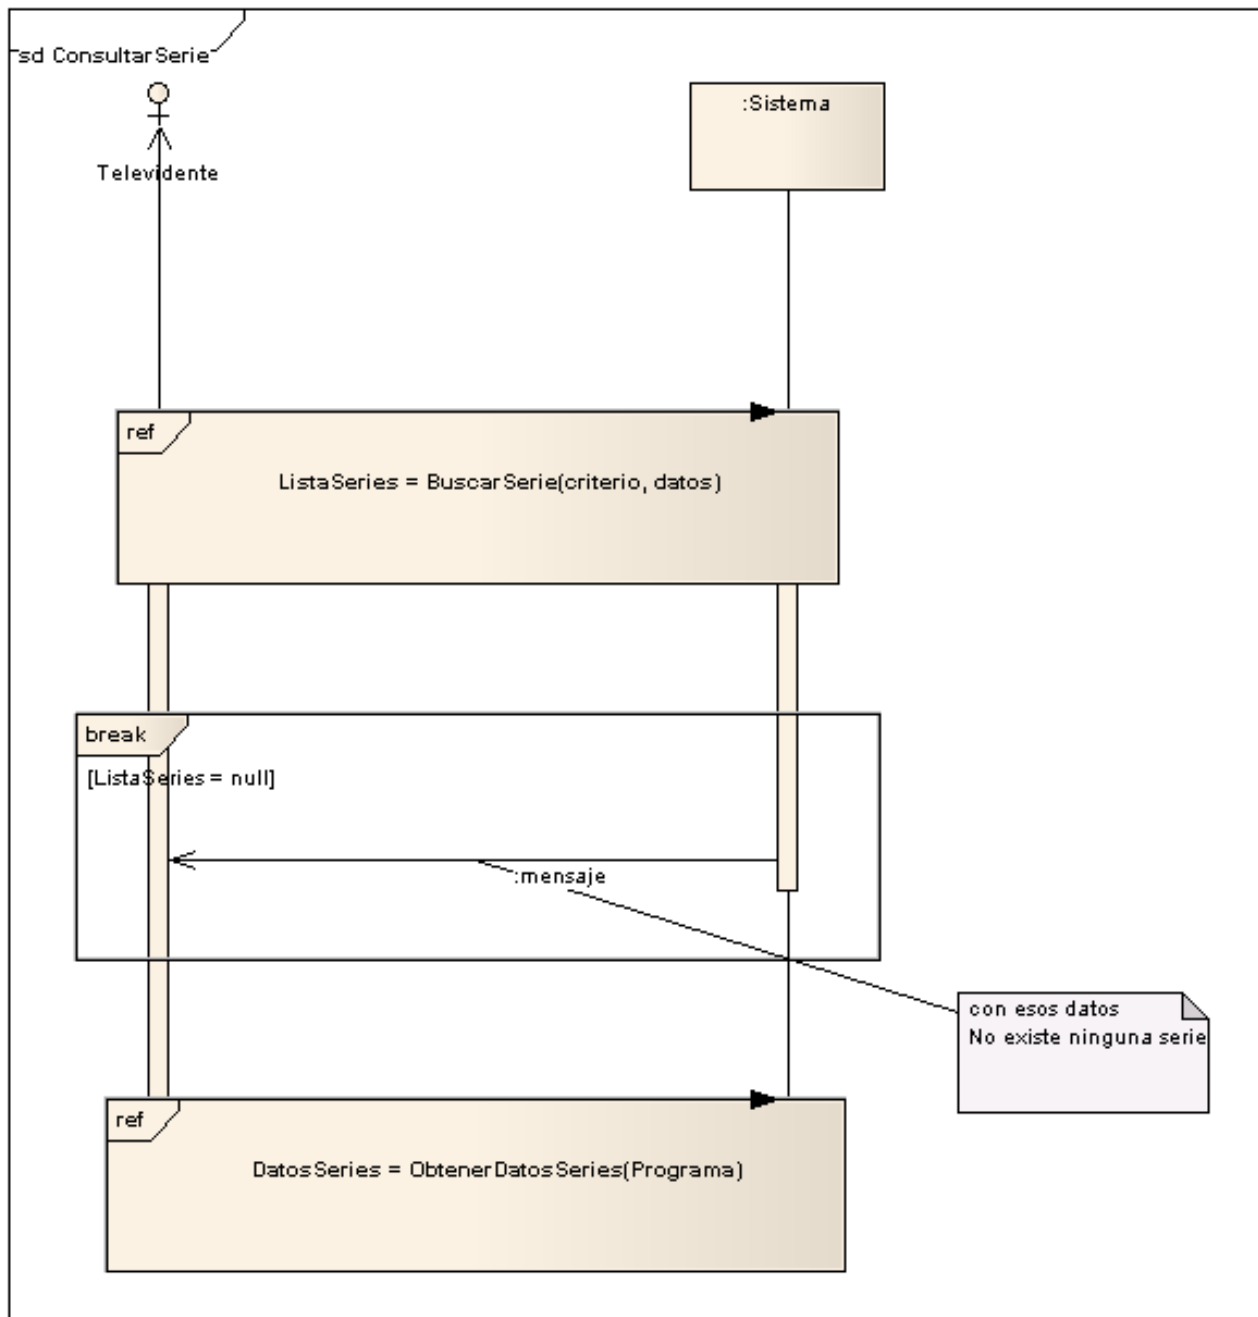 sd ConsultarSerie
Televidente
:Sistema
ref
ListaSeries = BuscarSerie(criterio, datos)
break
[ListaSeries = null]
:mensaje
con esos datos
No existe ninguna serie
ref
DatosSeries = ObtenerDatosSeries(Programa)